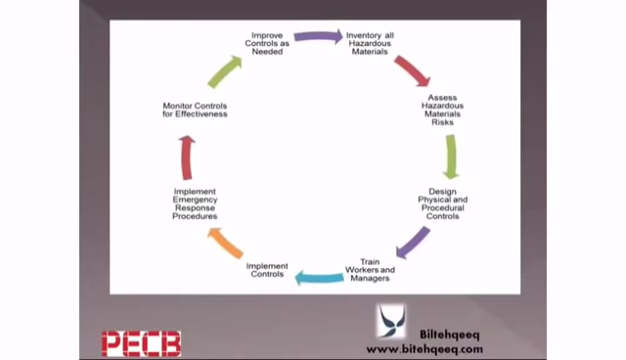 Improve
Controls as
Needed
Inventory all
Hazardous
Materials
Assess
Hazardous
Materials
Risks
Design
Physical and
Procedural
Controls
Train
Workers and
Managers
Implement
Controls
Implement
Emergency
Response
Procedures
Monitor Controls
for Effectiveness
PECB
Biltehqeeq
www.bitehqeeq.com